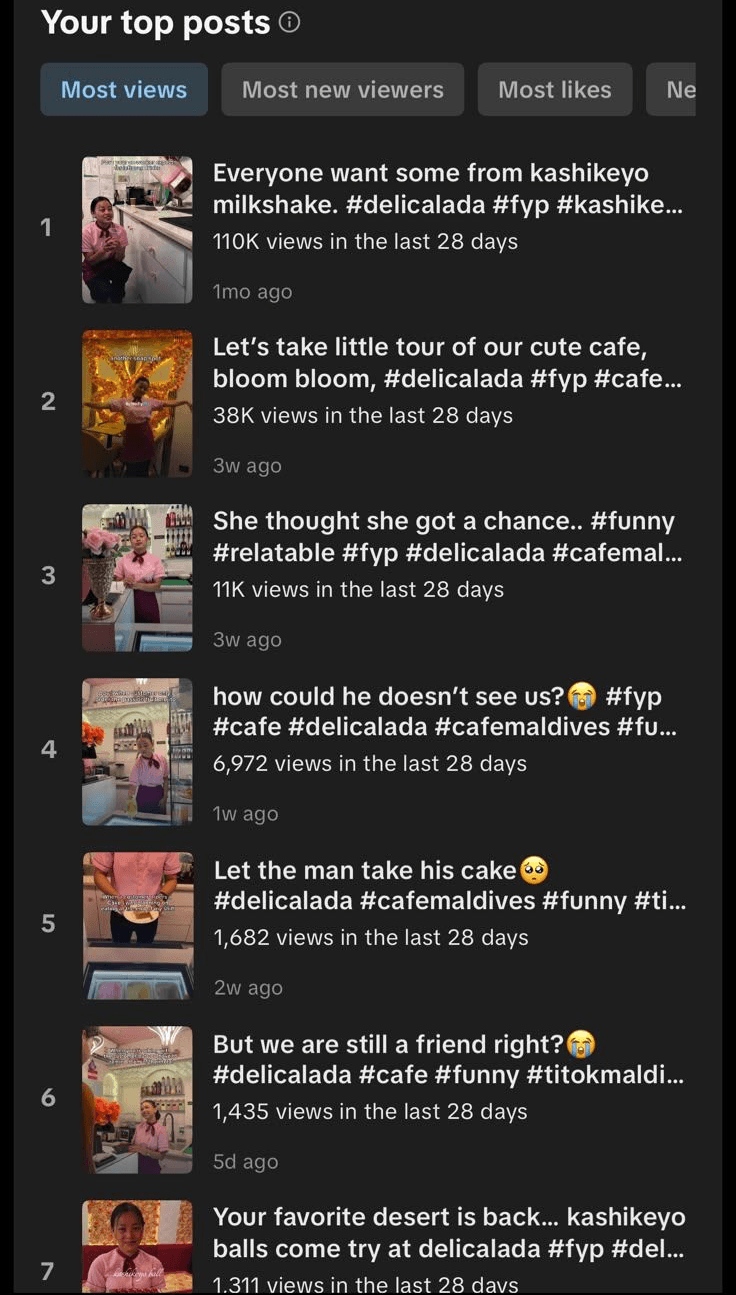 Your top posts
Most views
Most new viewers
Most likes
Ne
1
Everyone want some from kashikeyo
milkshake. #delicalada #fyp #kashike...
110K views in the last 28 days
1mo ago
another snap spot
2
Let’s take little tour of our cute cafe,
bloom bloom, #delicalada #fyp #cafe...
38K views in the last 28 days
3w ago
3
She thought she got a chance.. #funny
#relatable #fyp #delicalada #cafemal...
11K views in the last 28 days
3w ago
4
how could he doesn’t see us?😭 #fyp
#cafe #delicalada #cafemaldives #fu...
6,972 views in the last 28 days
1w ago
5
Let the man take his cake🥺
#delicalada #cafemaldives #funny #ti...
1,682 views in the last 28 days
2w ago
6
But we are still a friend right?😭
#delicalada #cafe #funny #titokmaldi...
1,435 views in the last 28 days
5d ago
7
kashikeyo ball
Your favorite desert is back... kashikeyo
balls come try at delicalada #fyp #del...
1,311 views in the last 28 days